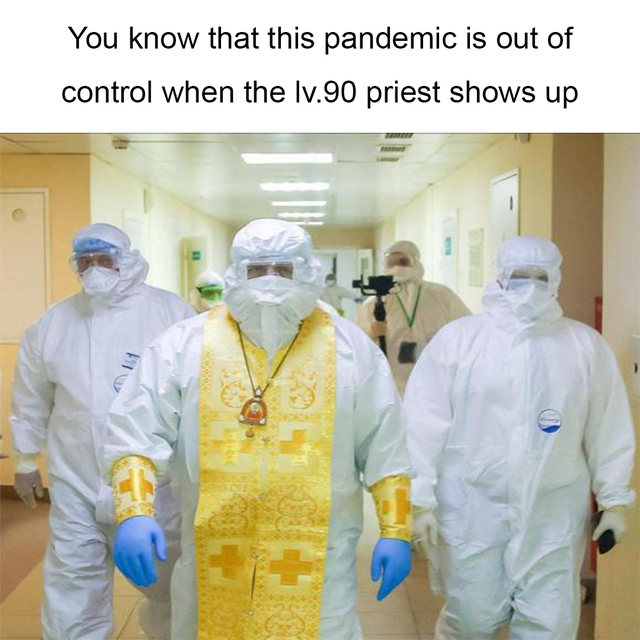 You know that this pandemic is out of
control when the lv.90 priest shows up